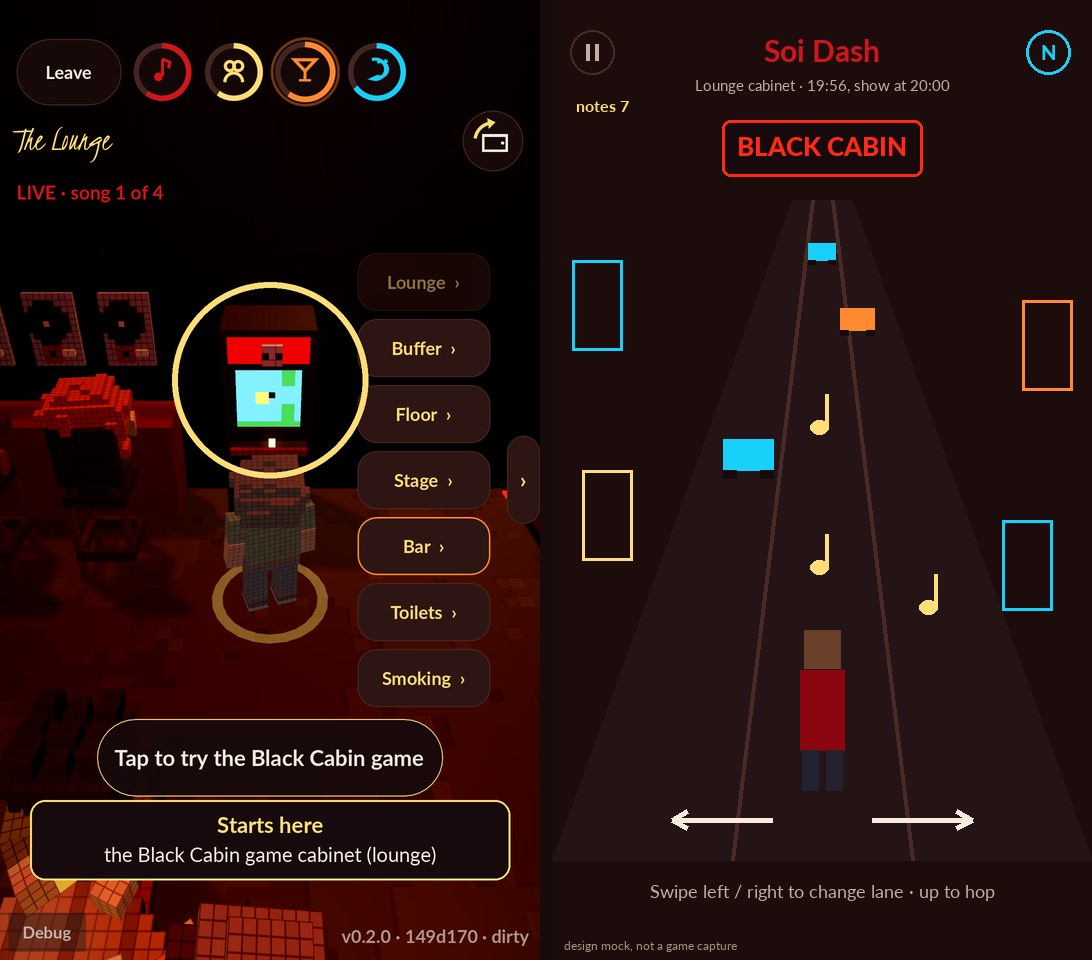 Leave
The Lounge
LIVE · song 1 of 4
Lounge ›
Buffer ›
Floor ›
Stage ›
›
Bar ›
Toilets ›
Smoking ›
Tap to try the Black Cabin game
Starts here
the Black Cabin game cabinet (lounge)
Debug
v0.2.0 · 149d170 · dirty
Soi Dash
N
Lounge cabinet · 19:56, show at 20:00
notes 7
BLACK CABIN
Swipe left / right to change lane · up to hop
design mock, not a game capture